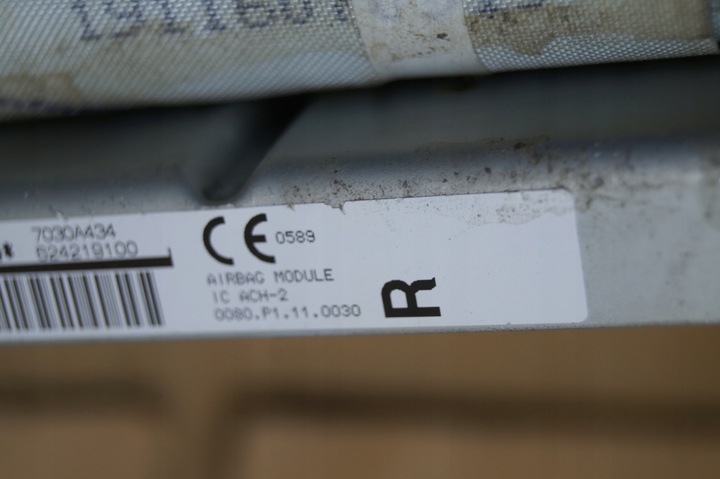 7030A434
624219100
CE 0589
AIRBAG MODULE
IC ACH-2
0080.P1.11.0030
R